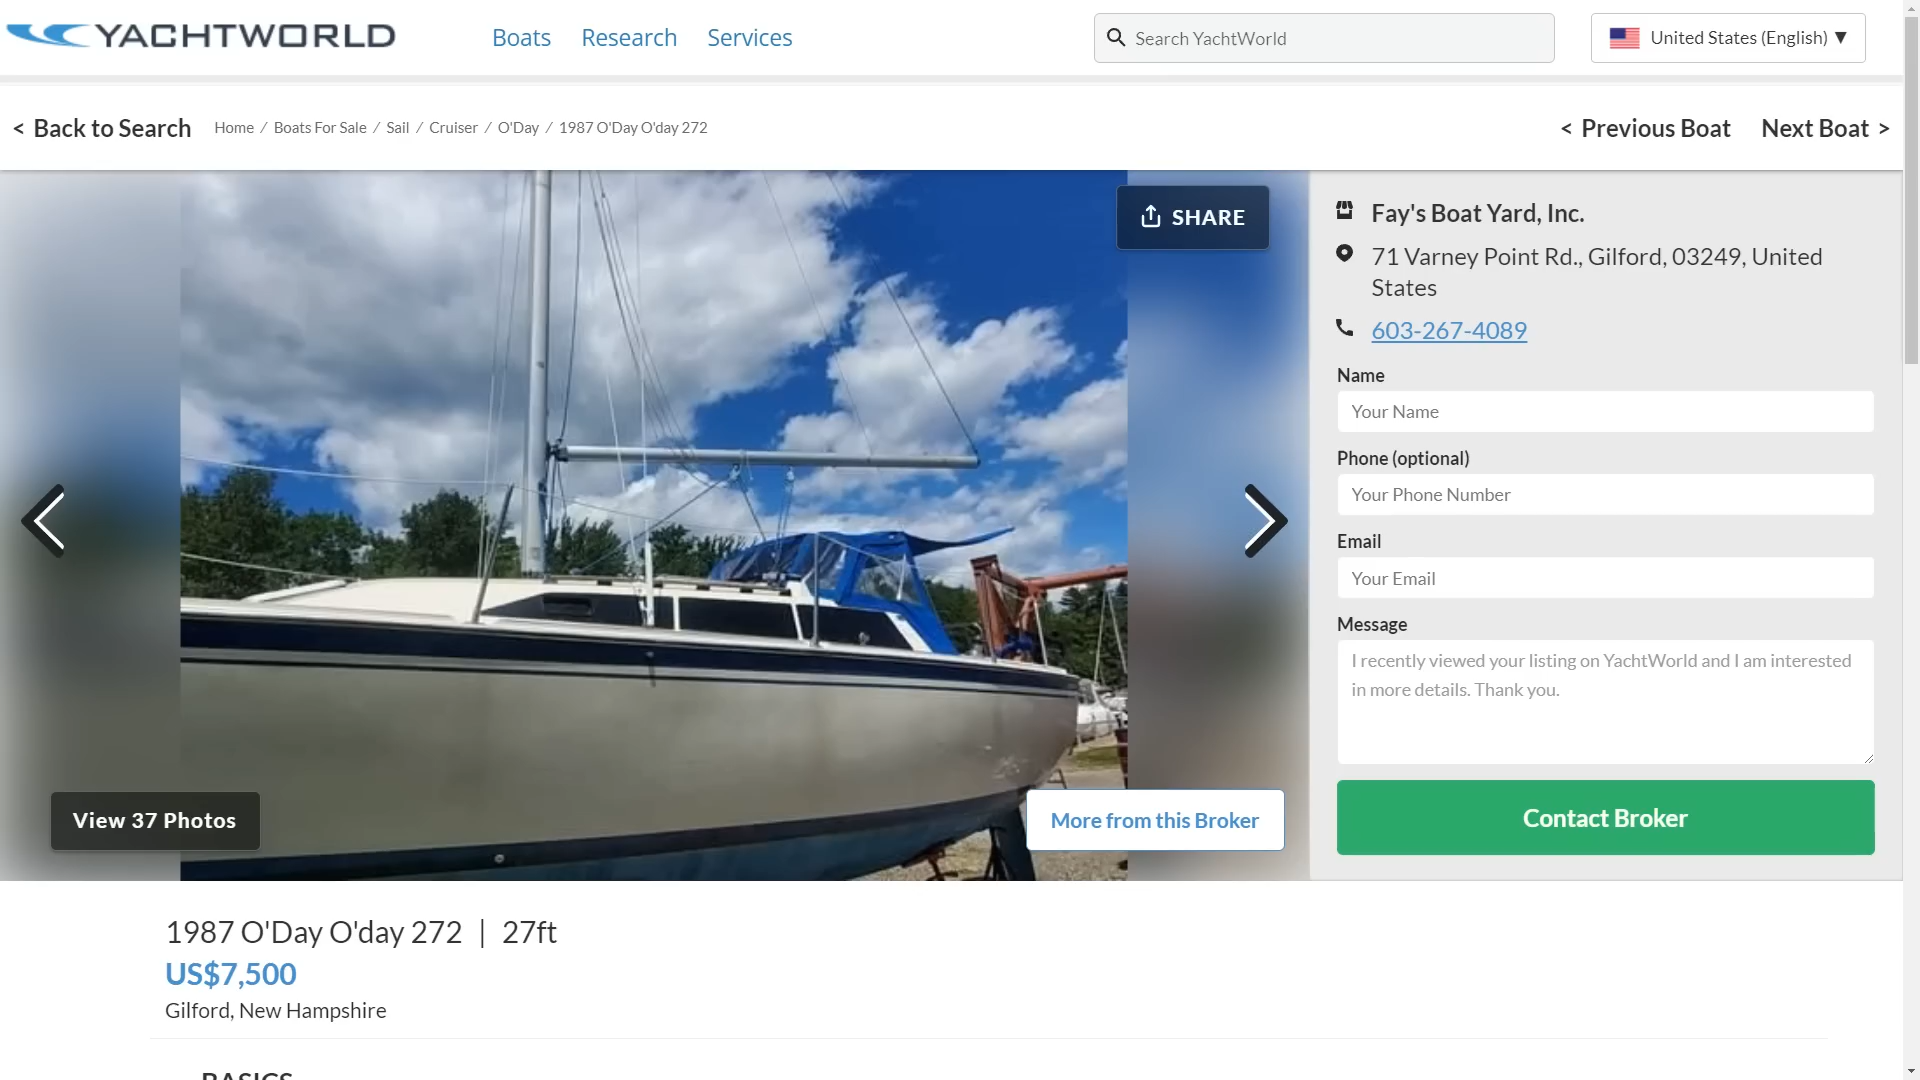 YACHTWORLD
Boats
Research
Services
Search YachtWorld
United States (English) ▼
< Back to Search
Home / Boats For Sale / Sail / Cruiser / O'Day / 1987 O'Day O'day 272
< Previous Boat
Next Boat >
SHARE
View 37 Photos
More from this Broker
Fay's Boat Yard, Inc.
71 Varney Point Rd., Gilford, 03249, United
States
603-267-4089
Name
Your Name
Phone (optional)
Your Phone Number
Email
Your Email
Message
I recently viewed your listing on YachtWorld and I am interested
in more details. Thank you.
Contact Broker
1987 O'Day O'day 272 | 27ft
US$7,500
Gilford, New Hampshire
BASICS